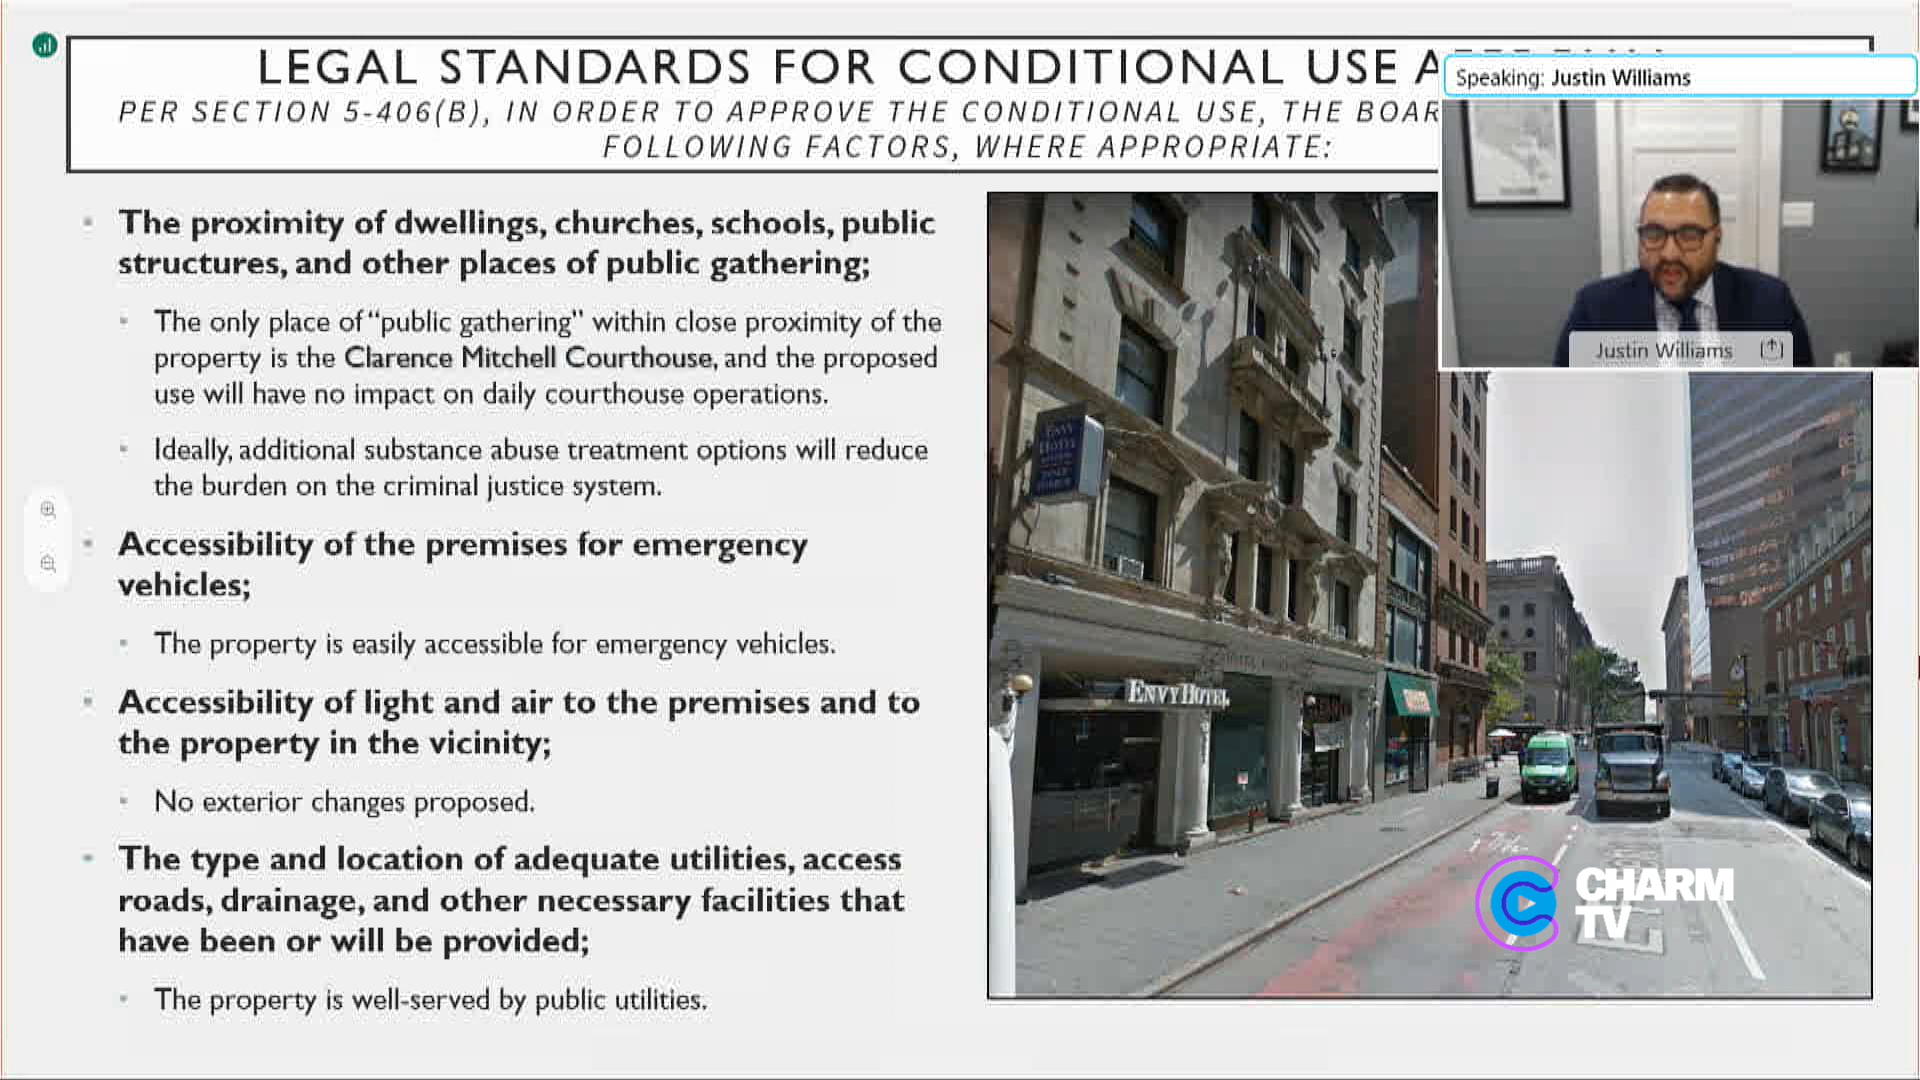 LEGAL STANDARDS FOR CONDITIONAL USE
PER SECTION 5-406(B), IN ORDER TO APPROVE THE CONDITIONAL USE, THE
FOLLOWING FACTORS, WHERE APPROPRIATE:
Speaking: Justin Williams
Justin Williams
The proximity of dwellings, churches, schools, public
structures, and other places of public gathering;
The only place of “public gathering” within close proximity of the
property is the Clarence Mitchell Courthouse, and the proposed
use will have no impact on daily courthouse operations.
Ideally, additional substance abuse treatment options will reduce
the burden on the criminal justice system.
Accessibility of the premises for emergency
vehicles;
The property is easily accessible for emergency vehicles.
Accessibility of light and air to the premises and to
the property in the vicinity;
No exterior changes proposed.
The type and location of adequate utilities, access
roads, drainage, and other necessary facilities that
have been or will be provided;
The property is well-served by public utilities.
ENVY
HOTEL
ENVY HOTEL
CHARM
TV